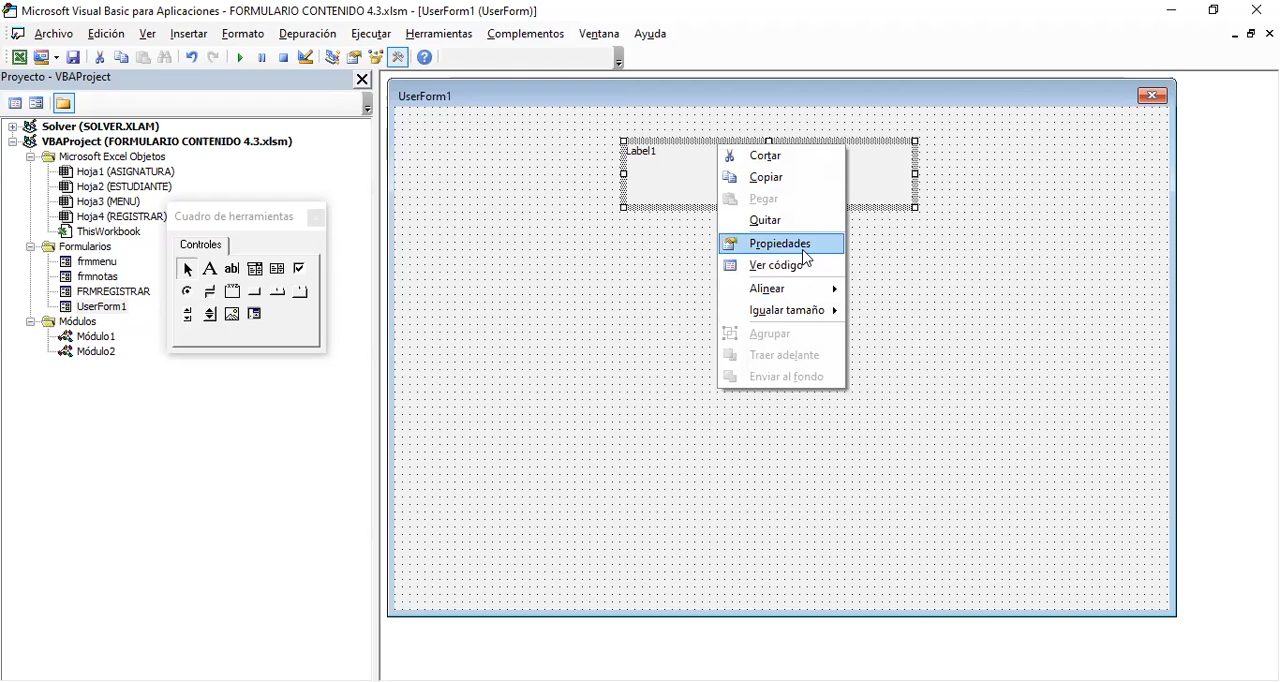 Microsoft Visual Basic para Aplicaciones - FORMULARIO CONTENIDO 4.3.xlsm - [UserForm1 (UserForm)]
Archivo Edición Ver Insertar Formato Depuración Ejecutar Herramientas Complementos Ventana Ayuda
Proyecto - VBAProject
Solver (SOLVER.XLAM)
VBAProject (FORMULARIO CONTENIDO 4.3.xlsm)
Microsoft Excel Objetos
Hoja1 (ASIGNATURA)
Hoja2 (ESTUDIANTE)
Hoja3 (MENU)
Hoja4 (REGISTRAR)
ThisWorkbook
Formularios
frmmenu
frmnotas
FRMREGISTRAR
UserForm1
Módulos
Módulo1
Módulo2
Cuadro de herramientas
Controles
A ab|
XYZ
UserForm1
Label1
Cortar
Copiar
Pegar
Quitar
Propiedades
Ver código
Alinear
Igualar tamaño
Agrupar
Traer adelante
Enviar al fondo